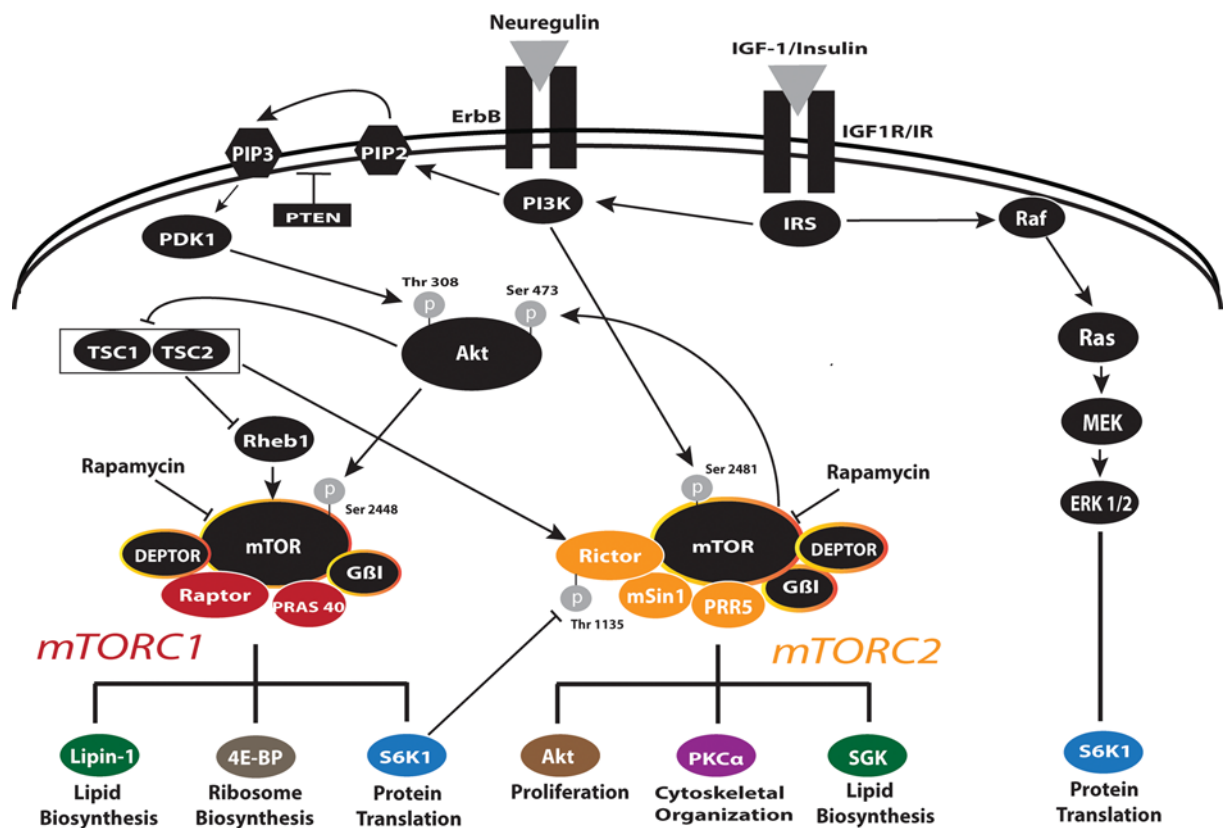 Neuregulin
IGF-1/Insulin
ErbB
IGF1R/IR
PIP3
PIP2
PTEN
PI3K
IRS
Raf
PDK1
Thr 308
Ser 473
p
p
TSC1
TSC2
Akt
Ras
Rheb1
MEK
Rapamycin
p
Ser 2448
p
Ser 2481
Rapamycin
ERK 1/2
DEPTOR
mTOR
GßI
Raptor
PRAS 40
Rictor
mTOR
DEPTOR
GßI
mSin1
PRR5
p
Thr 1135
mTORC1
mTORC2
Lipin-1
4E-BP
S6K1
Akt
PKCα
SGK
S6K1
Lipid
Biosynthesis
Ribosome
Biosynthesis
Protein
Translation
Proliferation
Cytoskeletal
Organization
Lipid
Biosynthesis
Protein
Translation